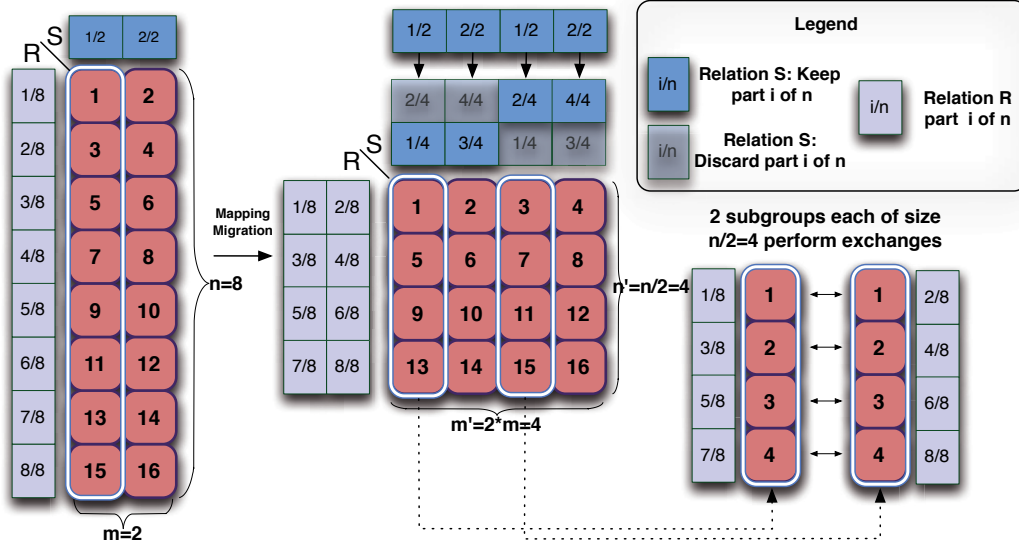 S
1/2 2/2
R
1/8
2/8
3/8
4/8
5/8
6/8
7/8
8/8
1 2
3 4
5 6
7 8
9 10
11 12
13 14
15 16
n=8
m=2
Mapping
Migration
1/2 2/2 1/2 2/2
2/4 4/4 2/4 4/4
1/4 3/4 1/4 3/4
S
R
1/8 2/8
3/8 4/8
5/8 6/8
7/8 8/8
1 2 3 4
5 6 7 8
9 10 11 12
13 14 15 16
n'=n/2=4
m'=2*m=4
Legend
i/n
Relation S: Keep
part i of n
i/n
Relation S:
Discard part i of n
i/n
Relation R
part i of n
2 subgroups each of size
n/2=4 perform exchanges
1/8 1 1 2/8
3/8 2 2 4/8
5/8 3 3 6/8
7/8 4 4 8/8